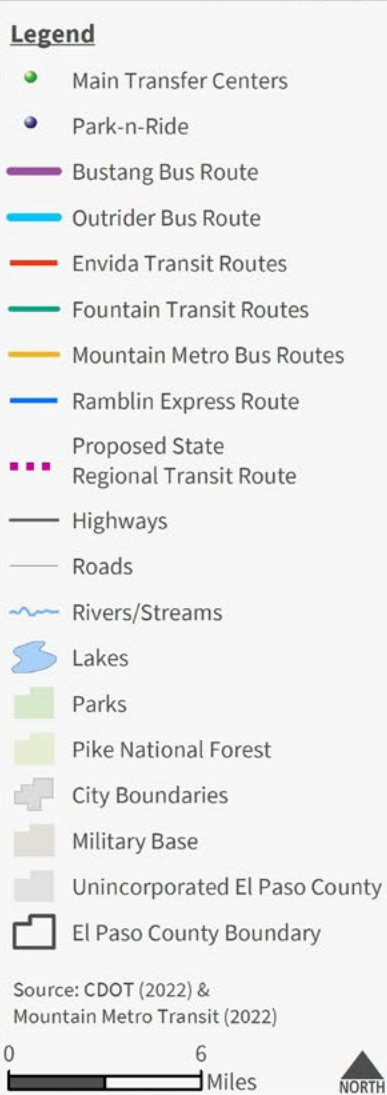 Legend
Main Transfer Centers
Park-n-Ride
Bustang Bus Route
Outrider Bus Route
Envida Transit Routes
Fountain Transit Routes
Mountain Metro Bus Routes
Ramblin Express Route
Proposed State
Regional Transit Route
Highways
Roads
Rivers/Streams
Lakes
Parks
Pike National Forest
City Boundaries
Military Base
Unincorporated El Paso County
El Paso County Boundary
Source: CDOT (2022) &
Mountain Metro Transit (2022)
0 6
Miles
NORTH